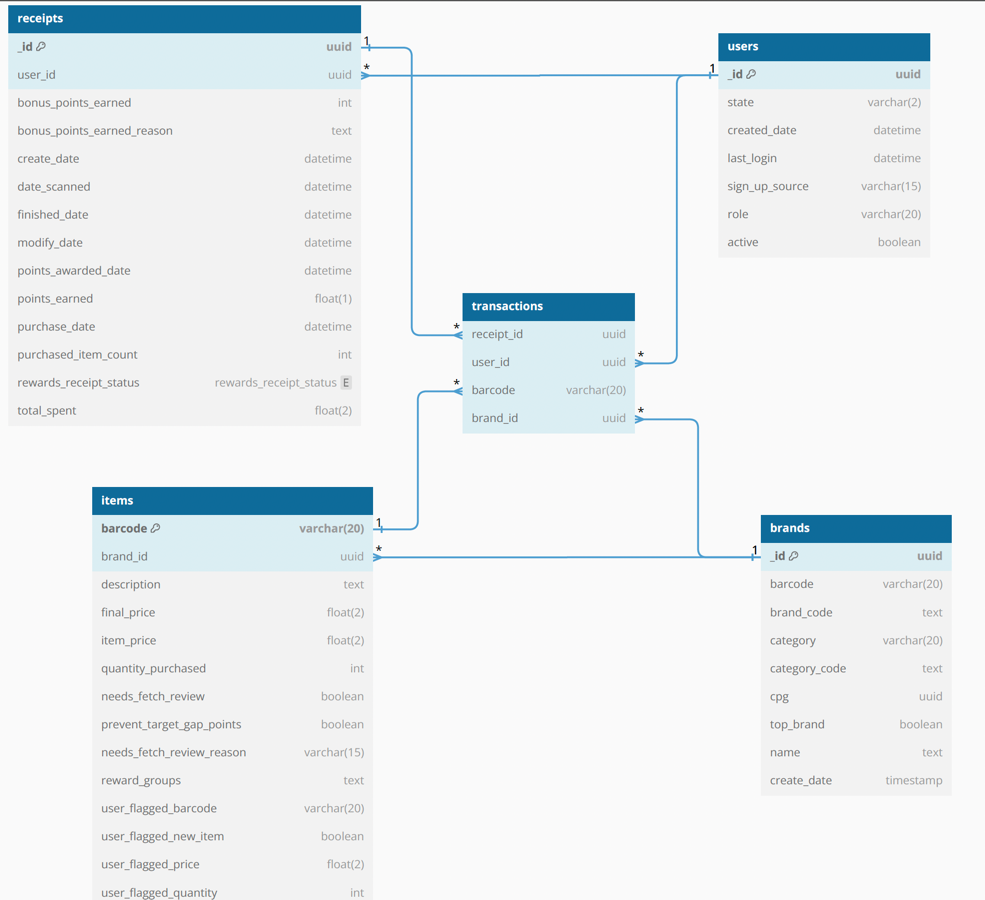 receipts
_id uuid
user_id uuid
bonus_points_earned int
bonus_points_earned_reason text
create_date datetime
date_scanned datetime
finished_date datetime
modify_date datetime
points_awarded_date datetime
points_earned float(1)
purchase_date datetime
purchased_item_count int
rewards_receipt_status rewards_receipt_status E
total_spent float(2)
1
*
users
_id uuid
state varchar(2)
created_date datetime
last_login datetime
sign_up_source varchar(15)
role varchar(20)
active boolean
1
transactions
receipt_id uuid
user_id uuid
barcode varchar(20)
brand_id uuid
*
*
*
*
items
barcode varchar(20)
brand_id uuid
description text
final_price float(2)
item_price float(2)
quantity_purchased int
needs_fetch_review boolean
prevent_target_gap_points boolean
needs_fetch_review_reason varchar(15)
reward_groups text
user_flagged_barcode varchar(20)
user_flagged_new_item boolean
user_flagged_price float(2)
user_flagged_quantity int
1
*
brands
_id uuid
barcode varchar(20)
brand_code text
category varchar(20)
category_code text
cpg uuid
top_brand boolean
name text
create_date timestamp
1